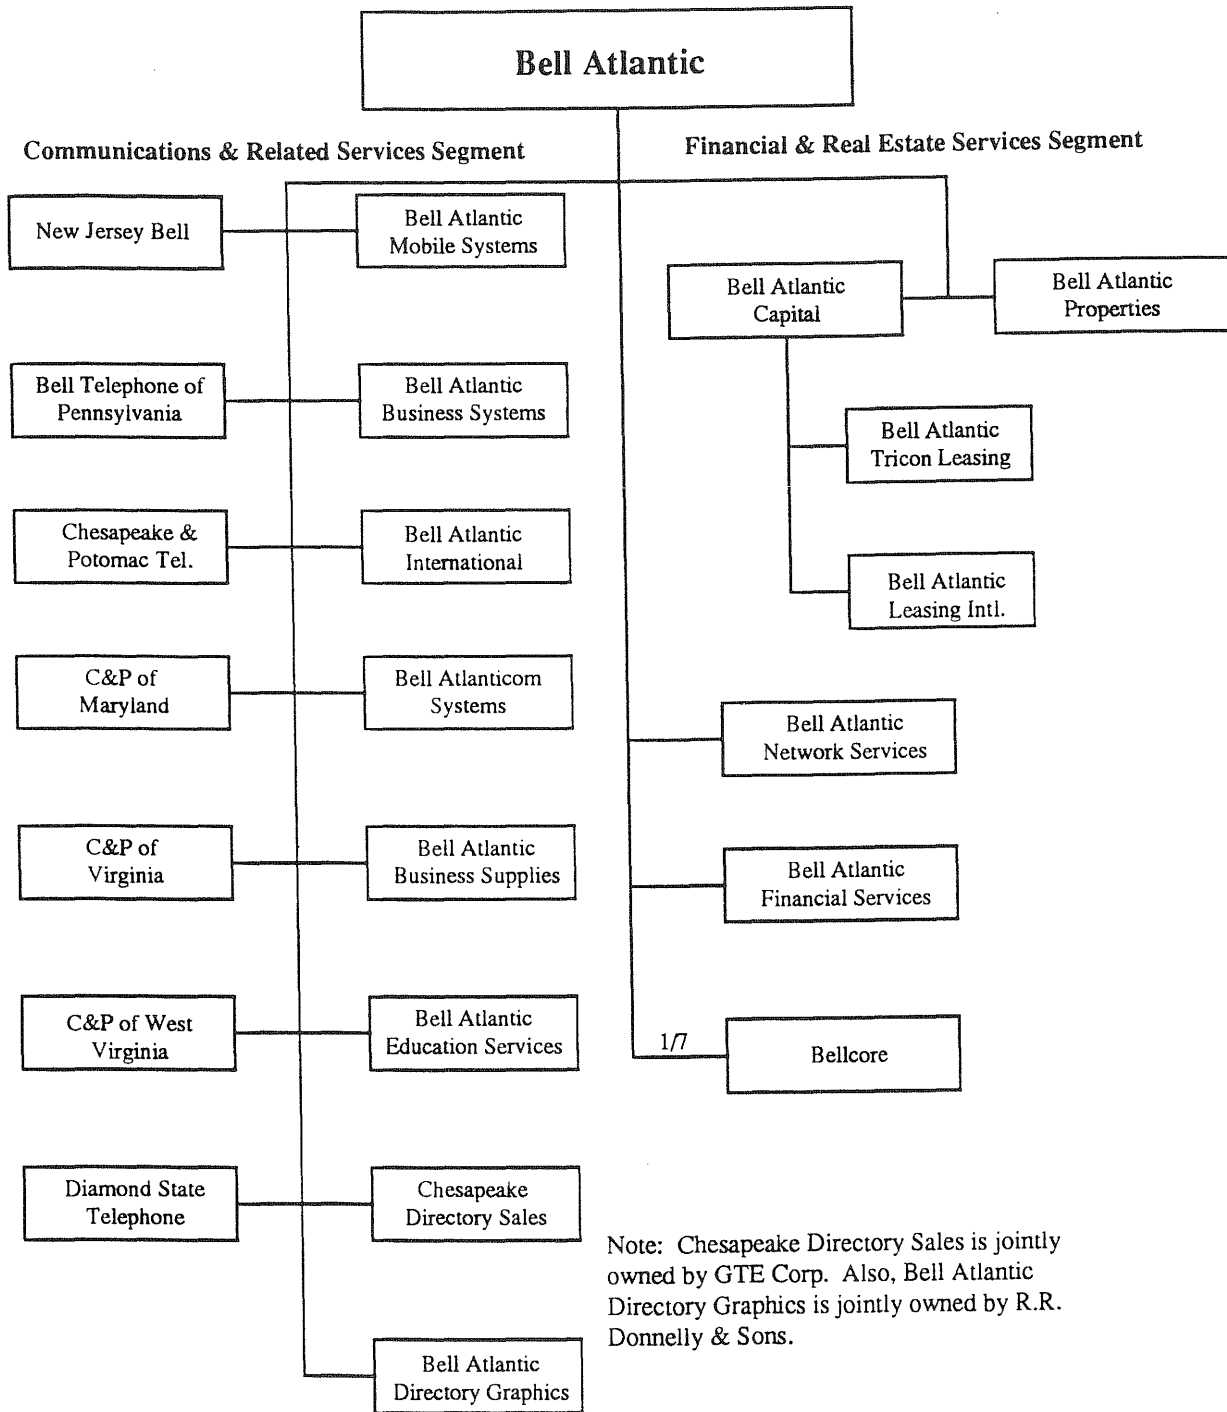 Bell Atlantic
Communications & Related Services Segment
Financial & Real Estate Services Segment
New Jersey Bell
Bell Atlantic
Mobile Systems
Bell Atlantic
Capital
Bell Atlantic
Properties
Bell Telephone of
Pennsylvania
Bell Atlantic
Business Systems
Bell Atlantic
Tricon Leasing
Chesapeake &
Potomac Tel.
Bell Atlantic
International
Bell Atlantic
Leasing Intl.
C&P of
Maryland
Bell Atlanticom
Systems
Bell Atlantic
Network Services
C&P of
Virginia
Bell Atlantic
Business Supplies
Bell Atlantic
Financial Services
C&P of West
Virginia
Bell Atlantic
Education Services
1/7
Bellcore
Diamond State
Telephone
Chesapeake
Directory Sales
Note: Chesapeake Directory Sales is jointly
owned by GTE Corp. Also, Bell Atlantic
Directory Graphics is jointly owned by R.R.
Donnelly & Sons.
Bell Atlantic
Directory Graphics